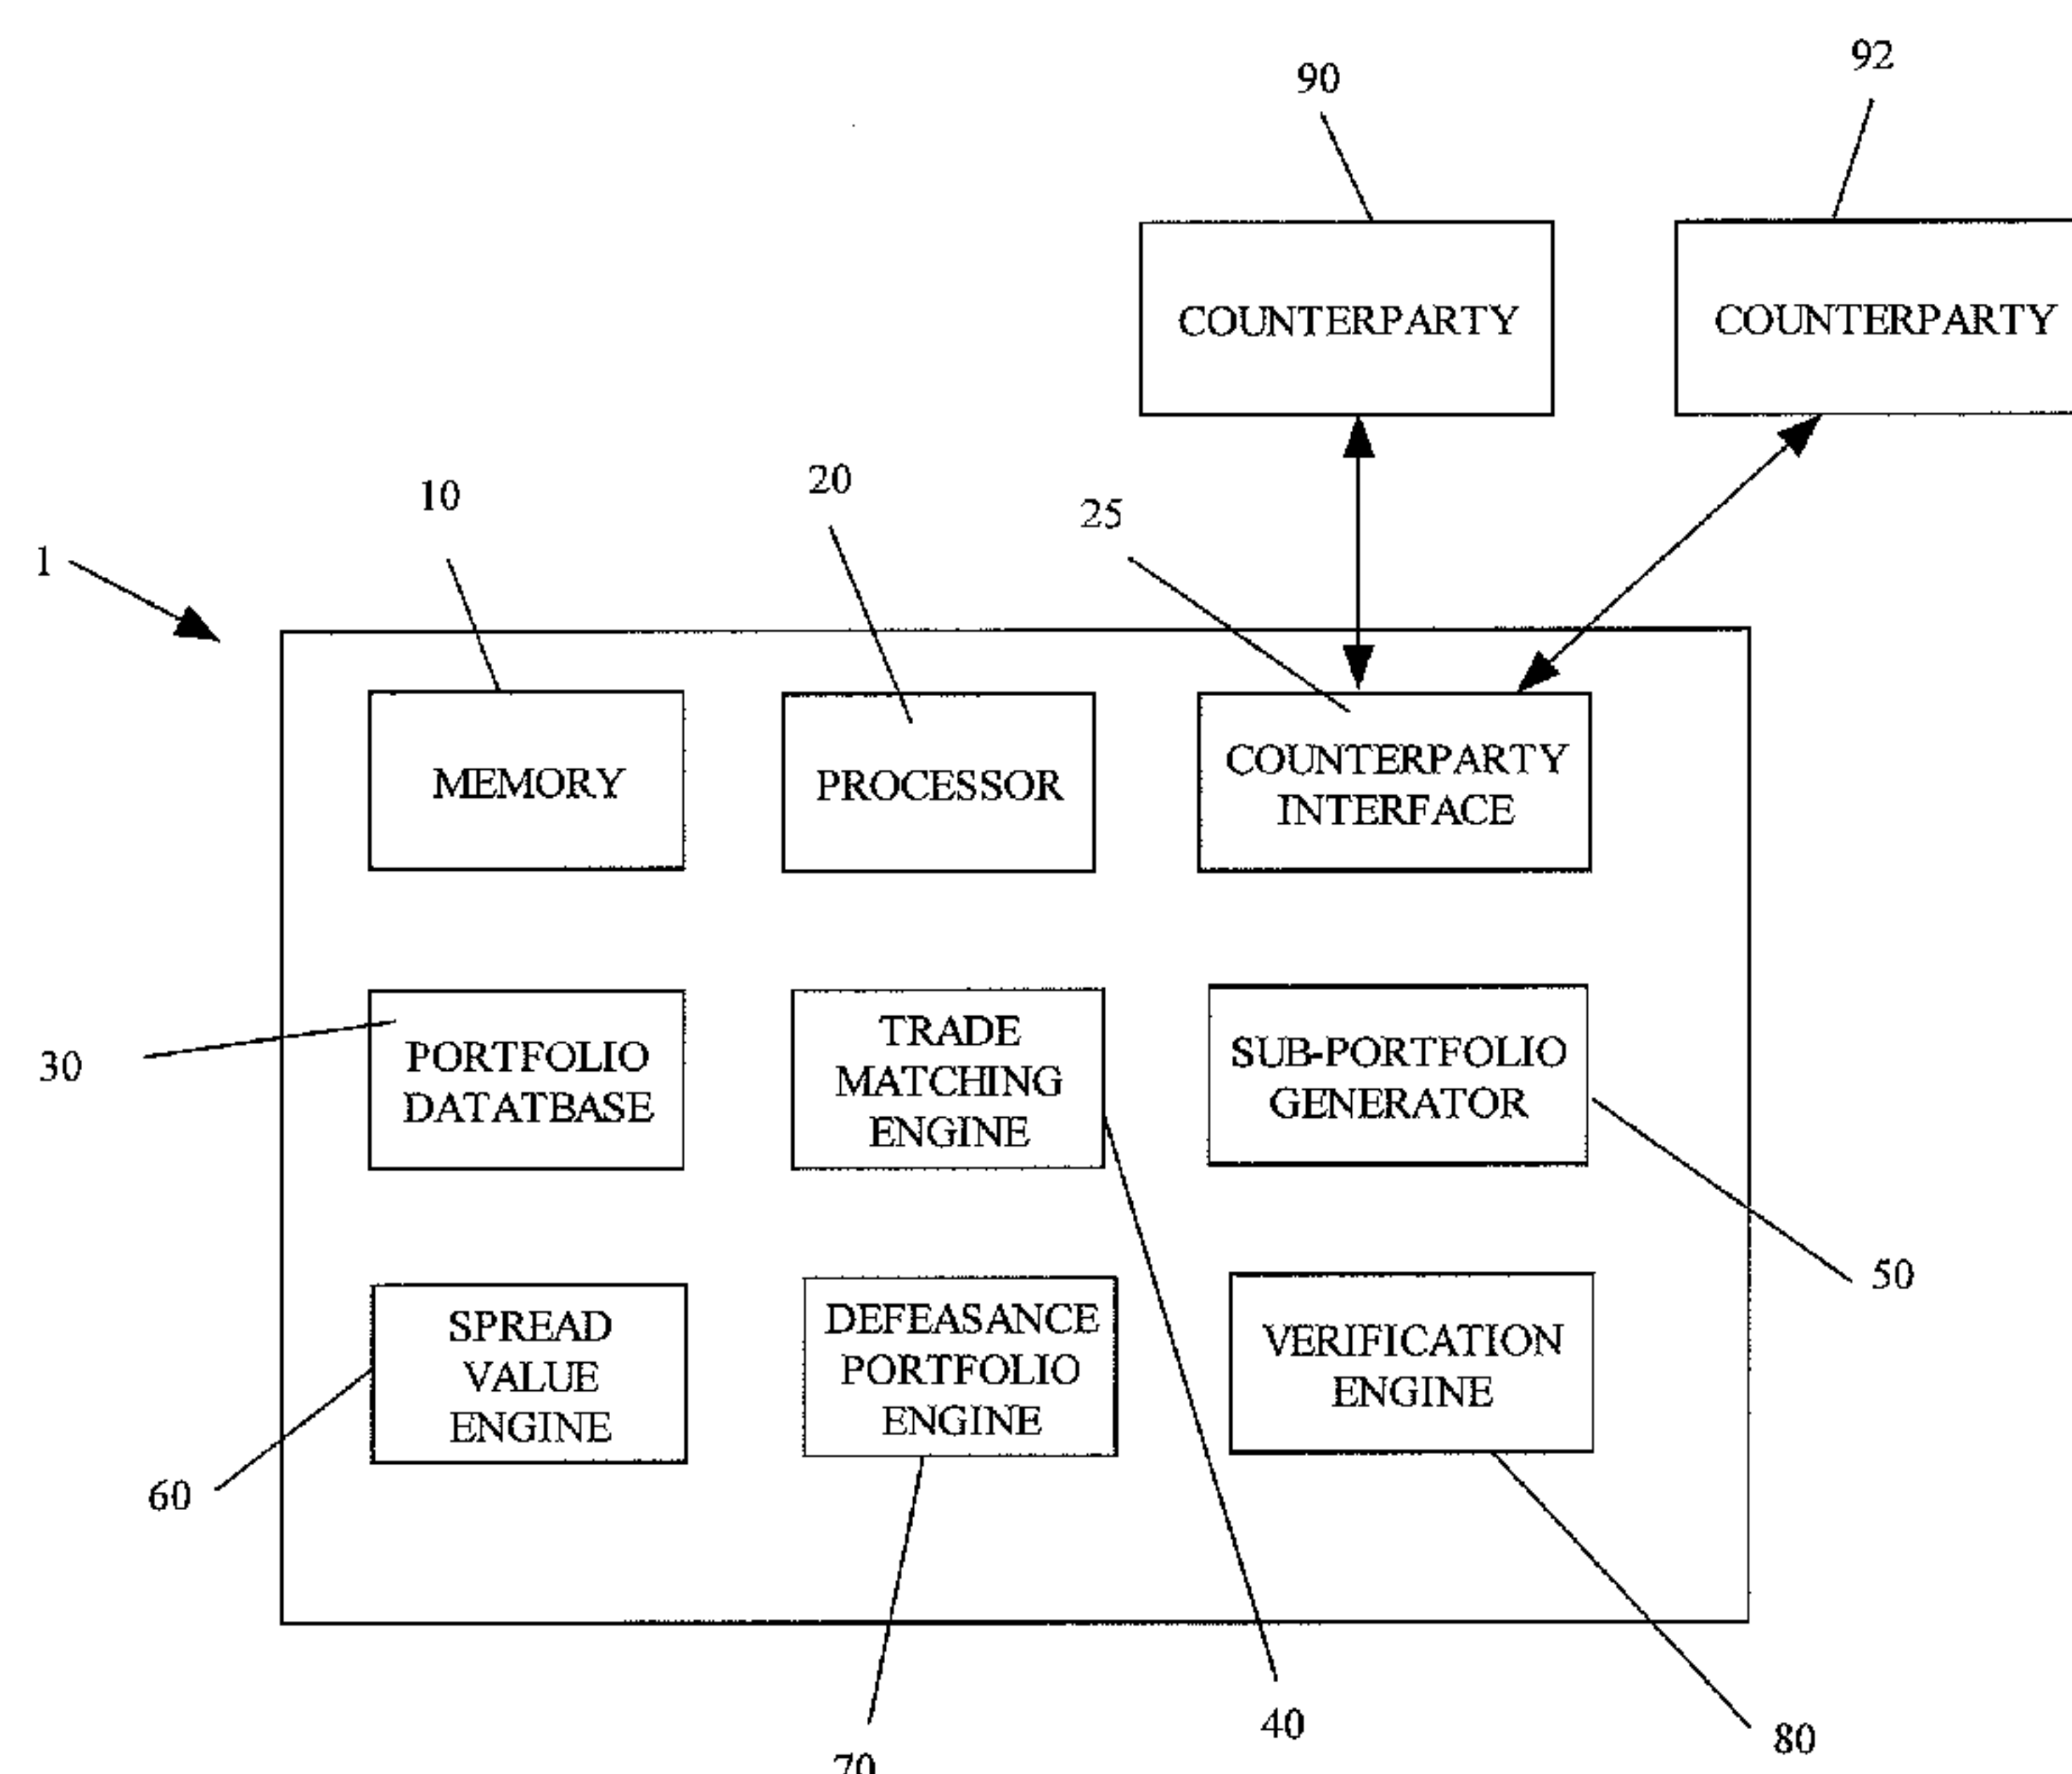 92
90
COUNTERPARTY
COUNTERPARTY
10
20
25
1
MEMORY
PROCESSOR
COUNTERPARTY
INTERFACE
30
PORTFOLIO
DATATBASE
TRADE
MATCHING
ENGINE
SUB-PORTFOLIO
GENERATOR
50
SPREAD
VALUE
ENGINE
DEFEASANCE
PORTFOLIO
ENGINE
VERIFICATION
ENGINE
60
40
80
70